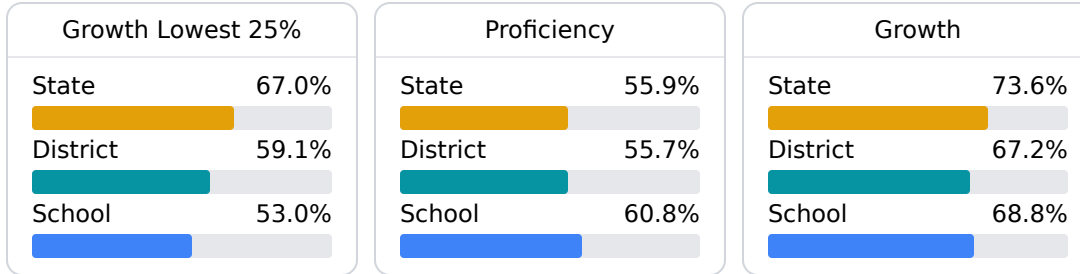 Growth Lowest 25%
State 67.0%
District 59.1%
School 53.0%
Proficiency
State 55.9%
District 55.7%
School 60.8%
Growth
State 73.6%
District 67.2%
School 68.8%